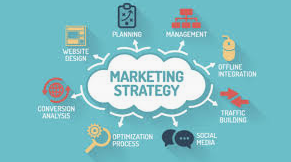 PLANNING
MANAGEMENT
WEBSITE
DESIGN
OFFLINE
INTEGRATION
MARKETING
STRATEGY
CONVERSION
ANALYSIS
TRAFFIC
BUILDING
OPTIMIZATION
PROCESS
SOCIAL
MEDIA